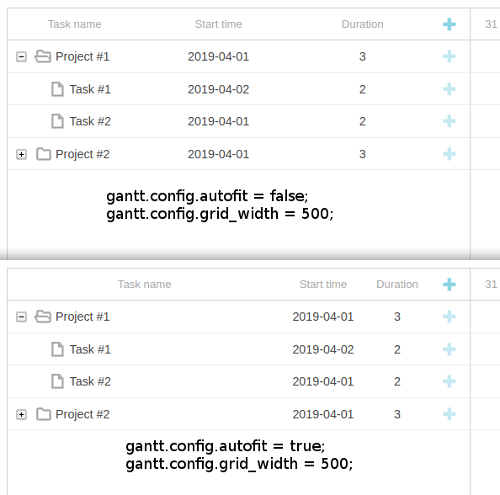 Task name Start time Duration + 31
Project #1 2019-04-01 3 +
Task #1 2019-04-02 2 +
Task #2 2019-04-01 2 +
Project #2 2019-04-01 3 +
gantt.config.autofit = false;
gantt.config.grid_width = 500;
Task name Start time Duration + 31
Project #1 2019-04-01 3 +
Task #1 2019-04-02 2 +
Task #2 2019-04-01 2 +
Project #2 2019-04-01 3 +
gantt.config.autofit = true;
gantt.config.grid_width = 500;